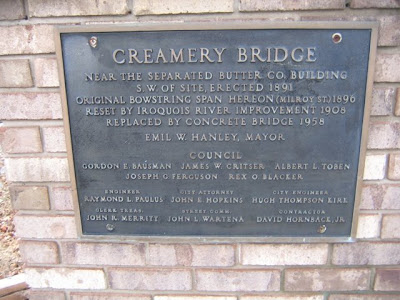 CREAMERY BRIDGE
NEAR THE SEPARATED BUTTER CO. BUILDING
S.W. OF SITE, ERECTED 1891
ORIGINAL BOWSTRING SPAN HEREON (MILROY ST.) 1896
RESET BY IROQUOIS RIVER IMPROVEMENT 1908
REPLACED BY CONCRETE BRIDGE 1958
EMIL W. HANLEY, MAYOR
COUNCIL
GORDON E. BAUSMAN JAMES W. CRITSER ALBERT L. TOBEN
JOSEPH G. FERGUSON REX O. BLACKER
ENGINEER CITY ATTORNEY CITY ENGINEER
RAYMOND L. PAULUS JOHN E HOPKINS HUGH THOMPSON KIRK
CLERK TREAS. STREET COMM. CONTRACTOR
JOHN R. MERRITT JOHN L. WARTENA DAVID HORNBACK, JR.